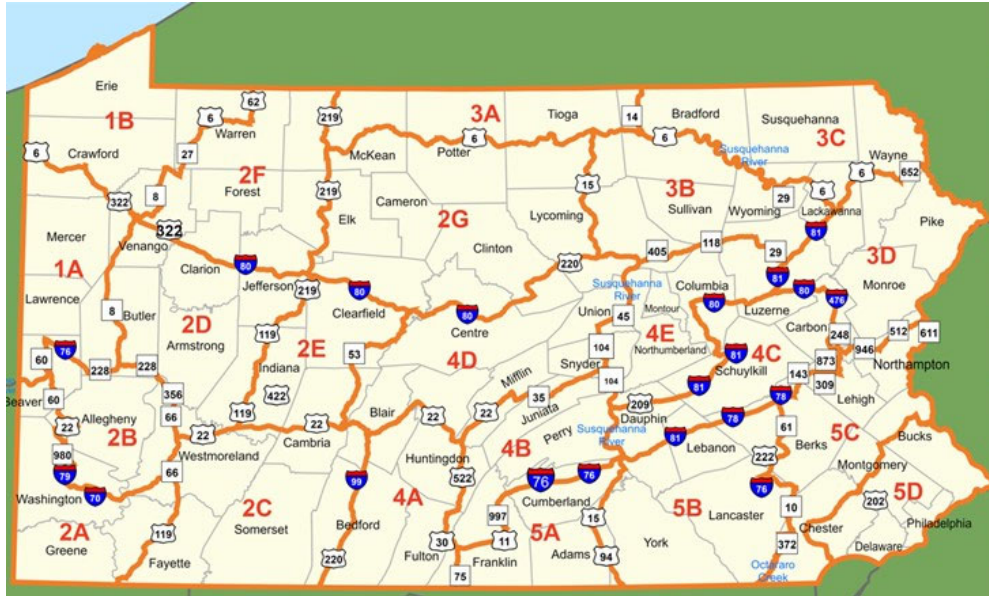 Erie
62
6
Warren
1B
27
6
Crawford
8
322
2F
Forest
322
Venango
Mercer
1A
Lawrence
Clarion
80
8
Butler
219
McKean
219
Elk
Jefferson
219
3A
Tioga
6
Potter
Cameron
2G
Clinton
Lycoming
15
220
14
Bradford
6
Susquehanna
River
3B
Sullivan
Susquehanna
3C
Wayne
6
652
6
29
Wyoming
Lackawanna
81
Pike
3D
Monroe
405
118
29
81
80
476
Susquehanna
River
Columbia
80
Luzerne
Montour
Union
45
4E
Northumberland
104
Snyder
104
80
Clearfield
80
Centre
4D
53
2D
Armstrong
119
2E
Indiana
422
119
60
76
228
228
Beaver
60
22
Allegheny
2B
980
79
70
Washington
2A
Greene
356
66
22
Westmoreland
66
119
Fayette
22
Cambria
Blair
22
99
2C
Somerset
Bedford
220
Huntingdon
522
4A
Fulton
30
75
Mifflin
22
35
Juniata
4B
Perry
Susquehanna
River
209
Dauphin
81
81
4C
Schuylkill
Carbon
248
873
143
309
946
512
611
Northampton
Lehigh
78
78
81
Lebanon
61
Berks
222
76
5C
Bucks
Montgomery
202
5D
Philadelphia
Delaware
Chester
10
372
Octararo
Creek
Lancaster
5B
York
76
76
Cumberland
997
11
Franklin
5A
15
Adams
94